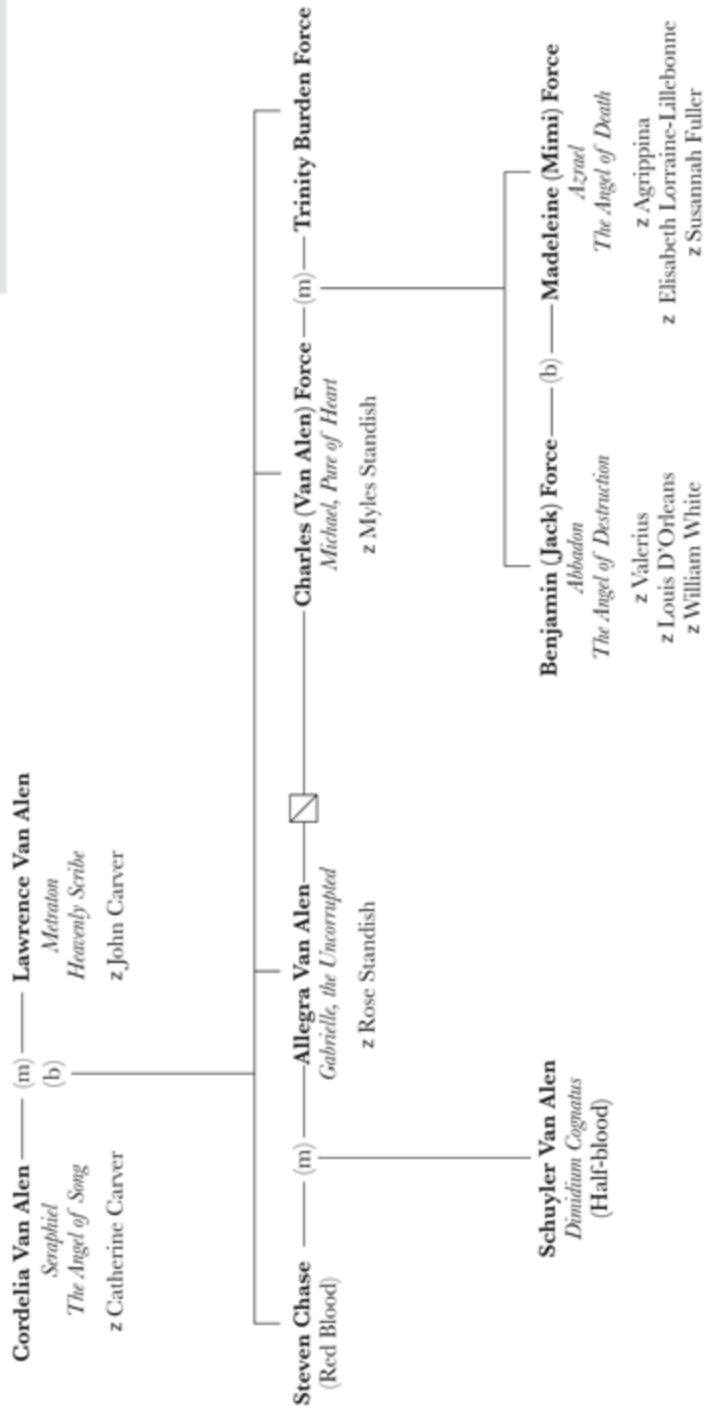 Cordelia Van Alen
Seraphiel
The Angel of Song
z Catherine Carver
(m)
(b)
Lawrence Van Alen
Metraton
Heavenly Scribe
z John Carver
Steven Chase
(Red Blood)
(m)
Allegra Van Alen
Gabrielle, the Uncorrupted
z Rose Standish
Charles (Van Alen) Force
Michael, Pure of Heart
z Myles Standish
(m)
Trinity Burden Force
Schuyler Van Alen
Dimidium Cognatus
(Half-blood)
Benjamin (Jack) Force
Abbadon
The Angel of Destruction
z Valerius
z Louis D'Orleans
z William White
(b)
Madeleine (Mimi) Force
Azrael
The Angel of Death
z Agrippina
z Elisabeth Lorraine-Lillebonne
z Susannah Fuller